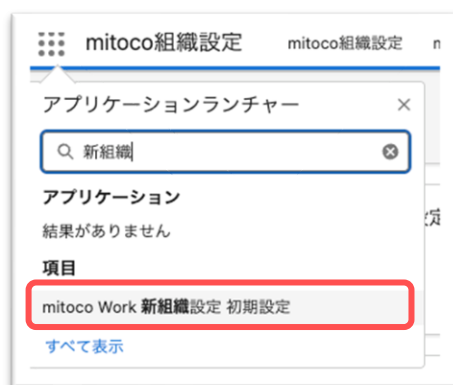 mitoco組織設定 mitoco組織設定
アプリケーションランチャー
新組織
アプリケーション
結果がありません
項目
mitoco Work 新組織設定 初期設定
すべて表示